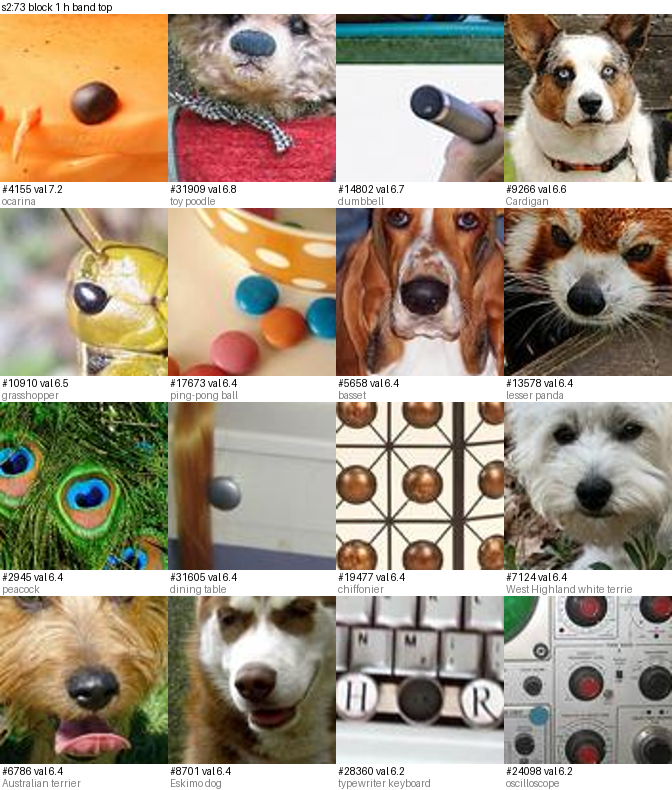 s2:73 block 1 h band top
#4155 val 7.2
ocarina
#31909 val 6.8
toy poodle
#14802 val 6.7
dumbbell
#9266 val 6.6
Cardigan
#10910 val 6.5
grasshopper
#17673 val 6.4
ping-pong ball
#5658 val 6.4
basset
#13578 val 6.4
lesser panda
#2945 val 6.4
peacock
#31605 val 6.4
dining table
#19477 val 6.4
chiffonier
#7124 val 6.4
West Highland white terrie
N M
H R
#6786 val 6.4
Australian terrier
#8701 val 6.4
Eskimo dog
#28360 val 6.2
typewriter keyboard
#24098 val 6.2
oscilloscope